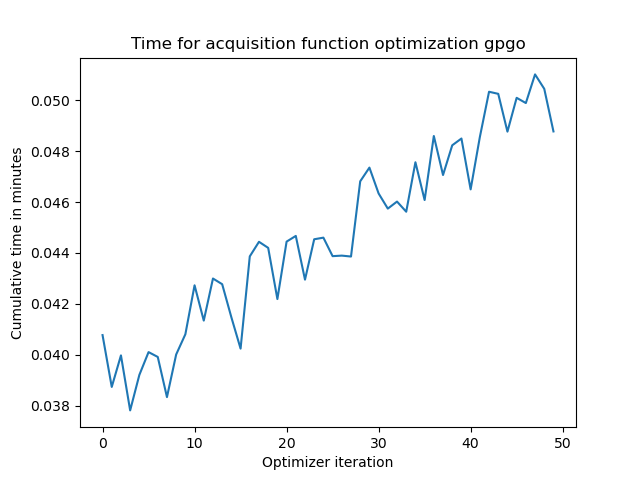 Time for acquisition function optimization gpgo
Cumulative time in minutes
0.050
0.048
0.046
0.044
0.042
0.040
0.038
0 10 20 30 40 50
Optimizer iteration